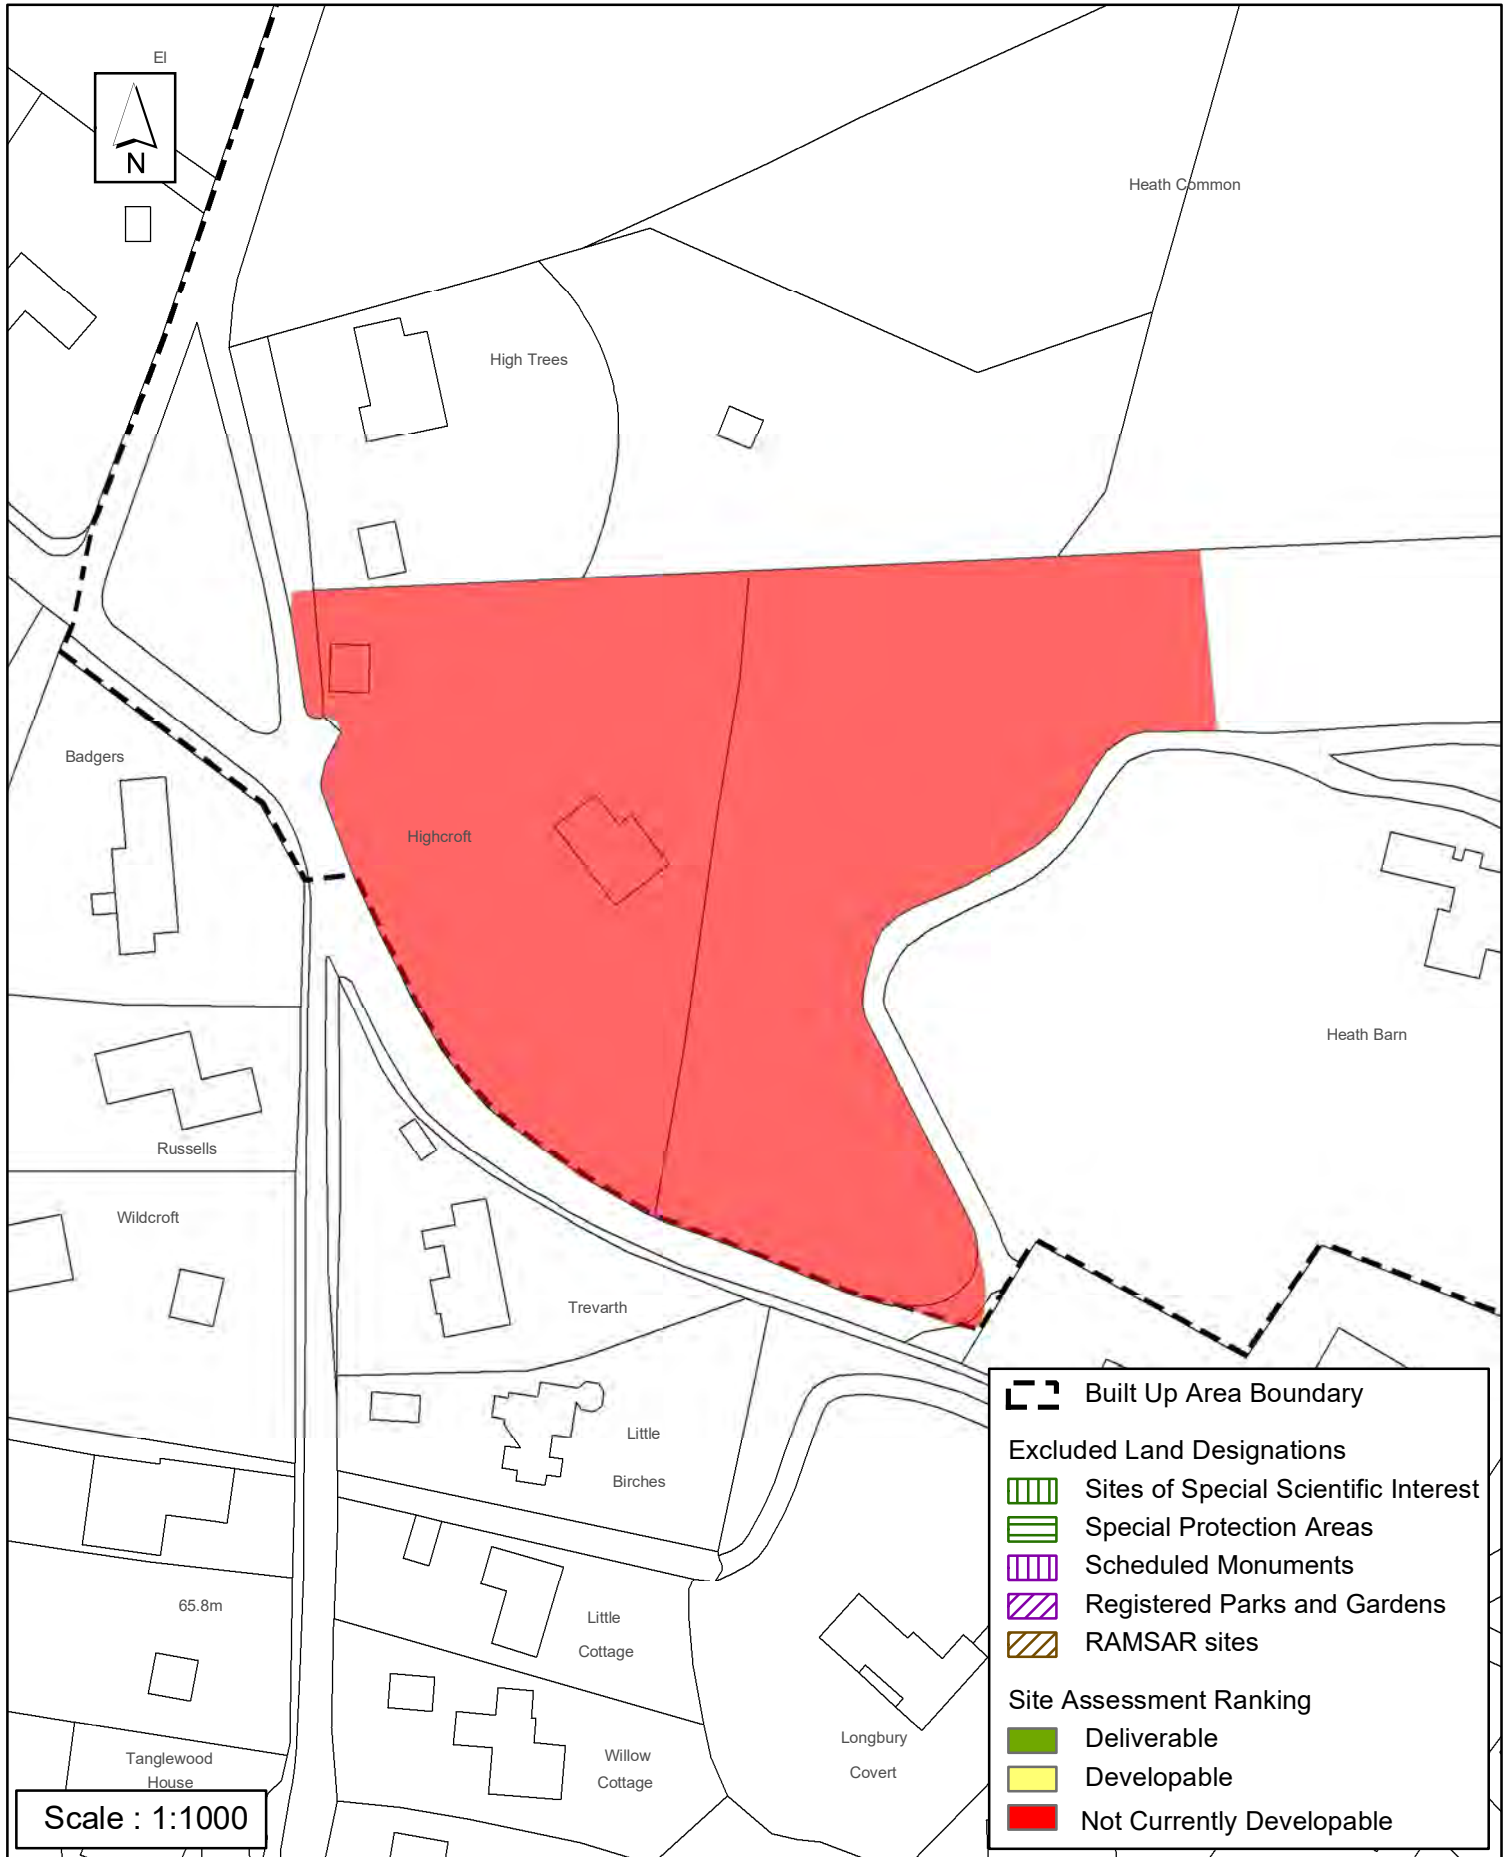 El
N
Heath Common
High Trees
Badgers
Highcroft
Heath Barn
Russells
Wildcroft
Trevarth
Little
Birches
65.8m
Little
Cottage
Tanglewood
House
Willow
Cottage
Longbury
Covert
Scale : 1:1000
Built Up Area Boundary
Excluded Land Designations
Sites of Special Scientific Interest
Special Protection Areas
Scheduled Monuments
Registered Parks and Gardens
RAMSAR sites
Site Assessment Ranking
Deliverable
Developable
Not Currently Developable